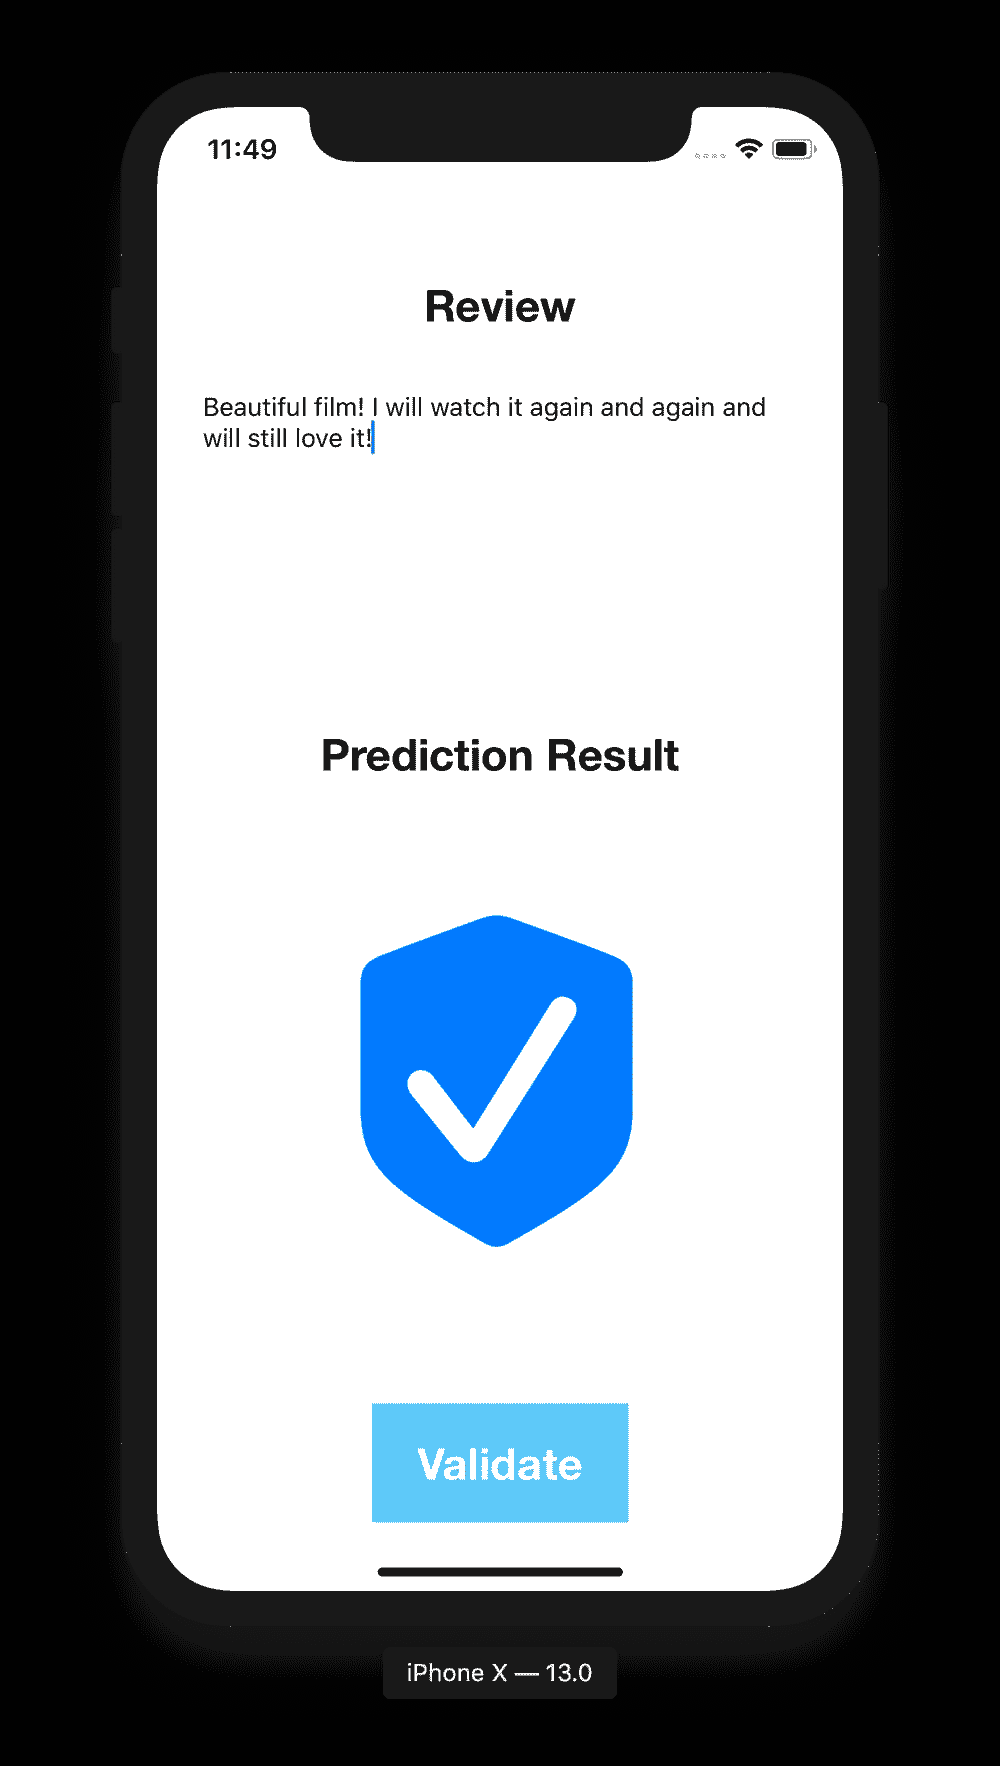 11:49
Review
Beautiful film! I will watch it again and again and
will still love it!
Prediction Result
Validate
iPhone X — 13.0